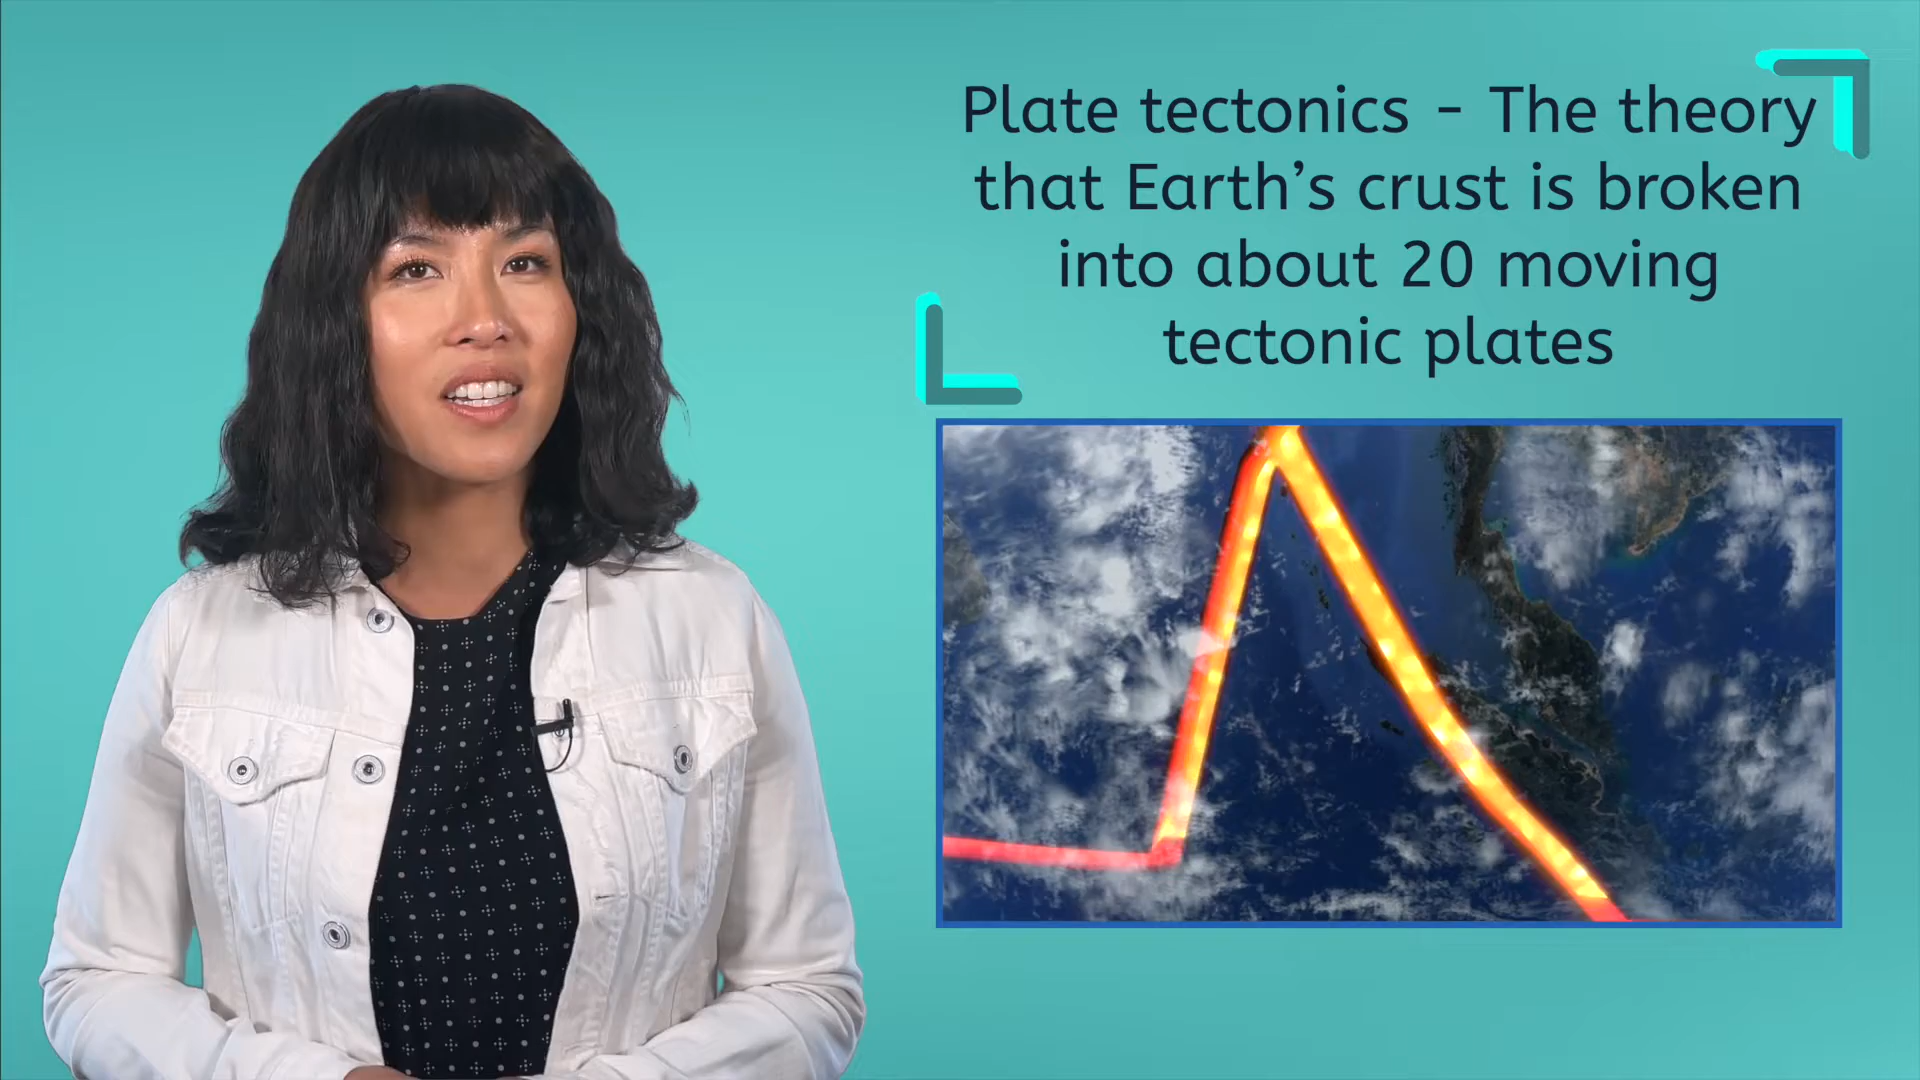 Plate tectonics - The theory
that Earth’s crust is broken
into about 20 moving
tectonic plates